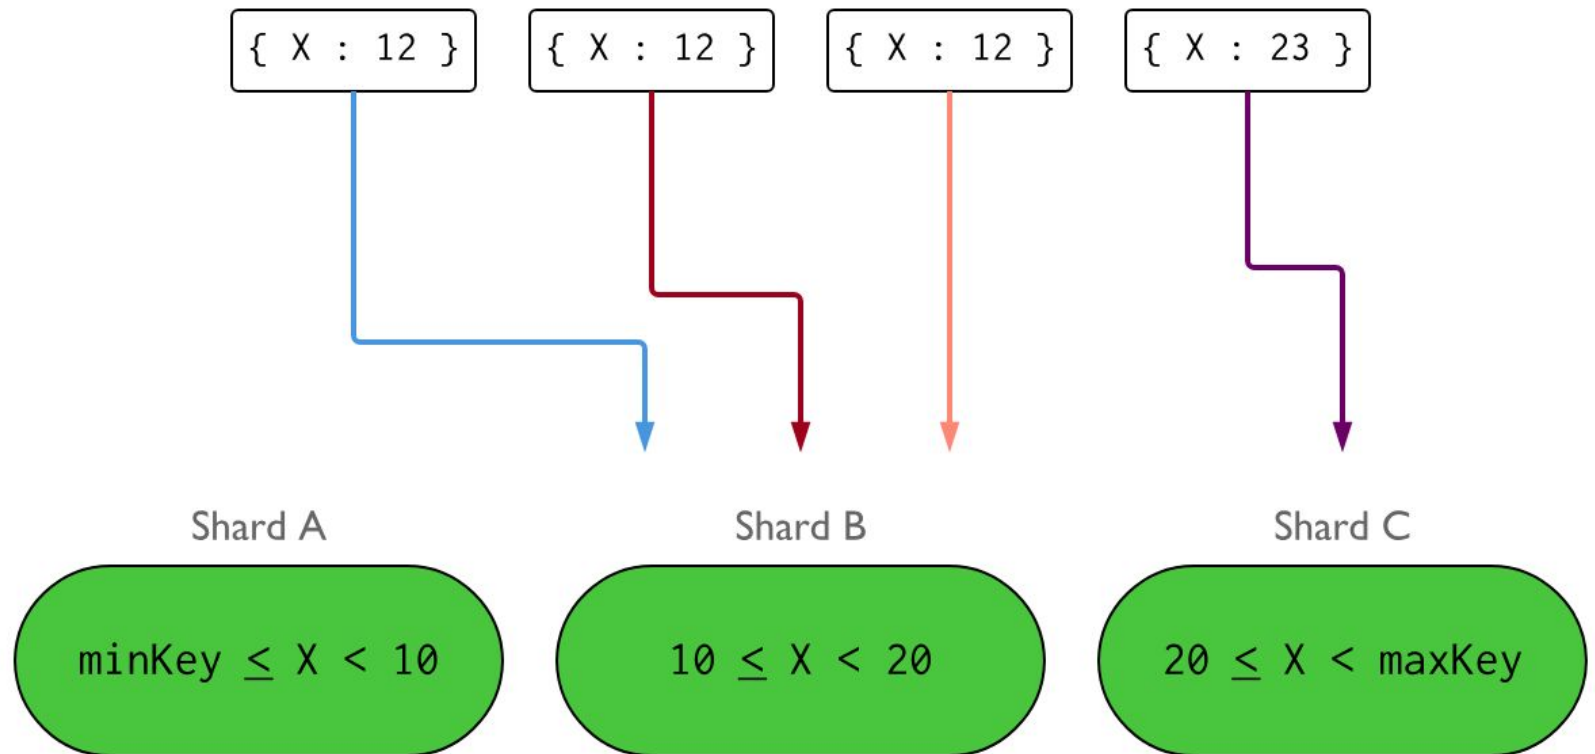 { X : 12 }
{ X : 12 }
{ X : 12 }
{ X : 23 }
Shard A
Shard B
Shard C
minKey ≤ X < 10
10 ≤ X < 20
20 ≤ X < maxKey